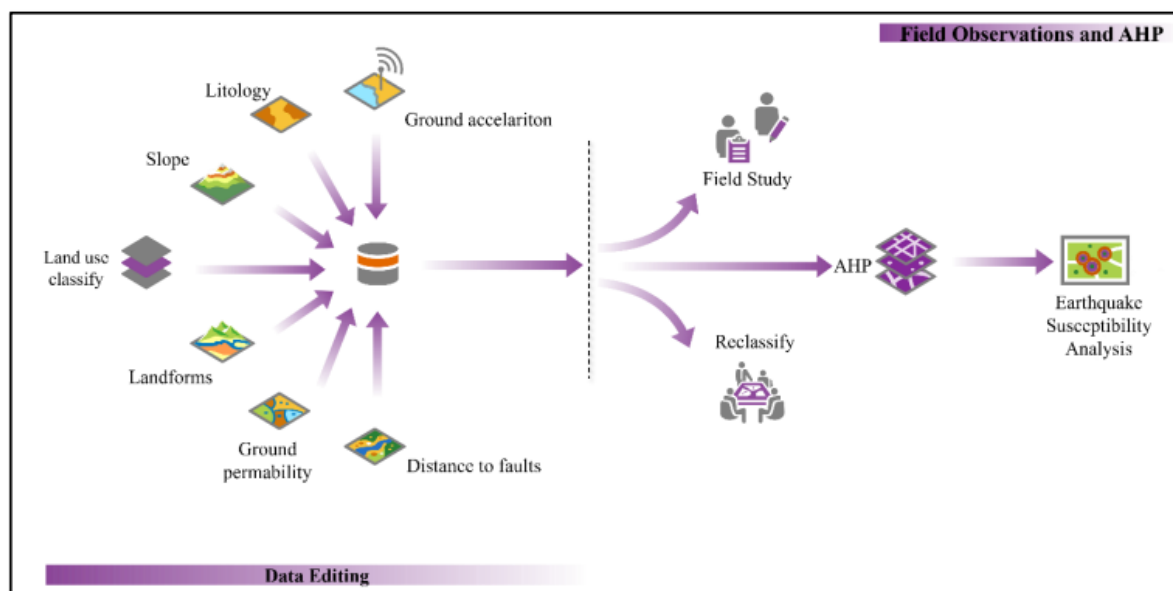 Field Observations and AHP
Litology
Ground accelariton
Slope
Field Study
Land use
classify
AHP
Earthquake
Susceptibility
Analysis
Landforms
Reclassify
Ground
permability
Distance to faults
Data Editing